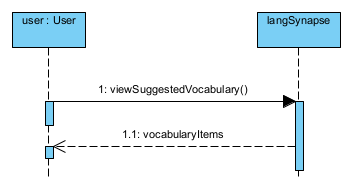 user : User
langSynapse
1: viewSuggestedVocabulary()
1.1: vocabularyItems